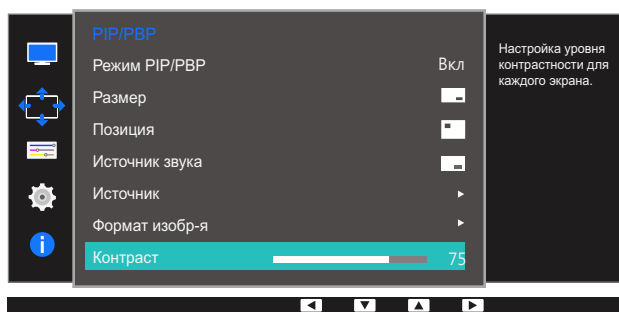 PIP/PBP
Режим PIP/PBP Вкл
Размер
Позиция
Источник звука
Источник
Формат изобр-я
Контраст 75
Настройка уровня
контрастности для
каждого экрана.